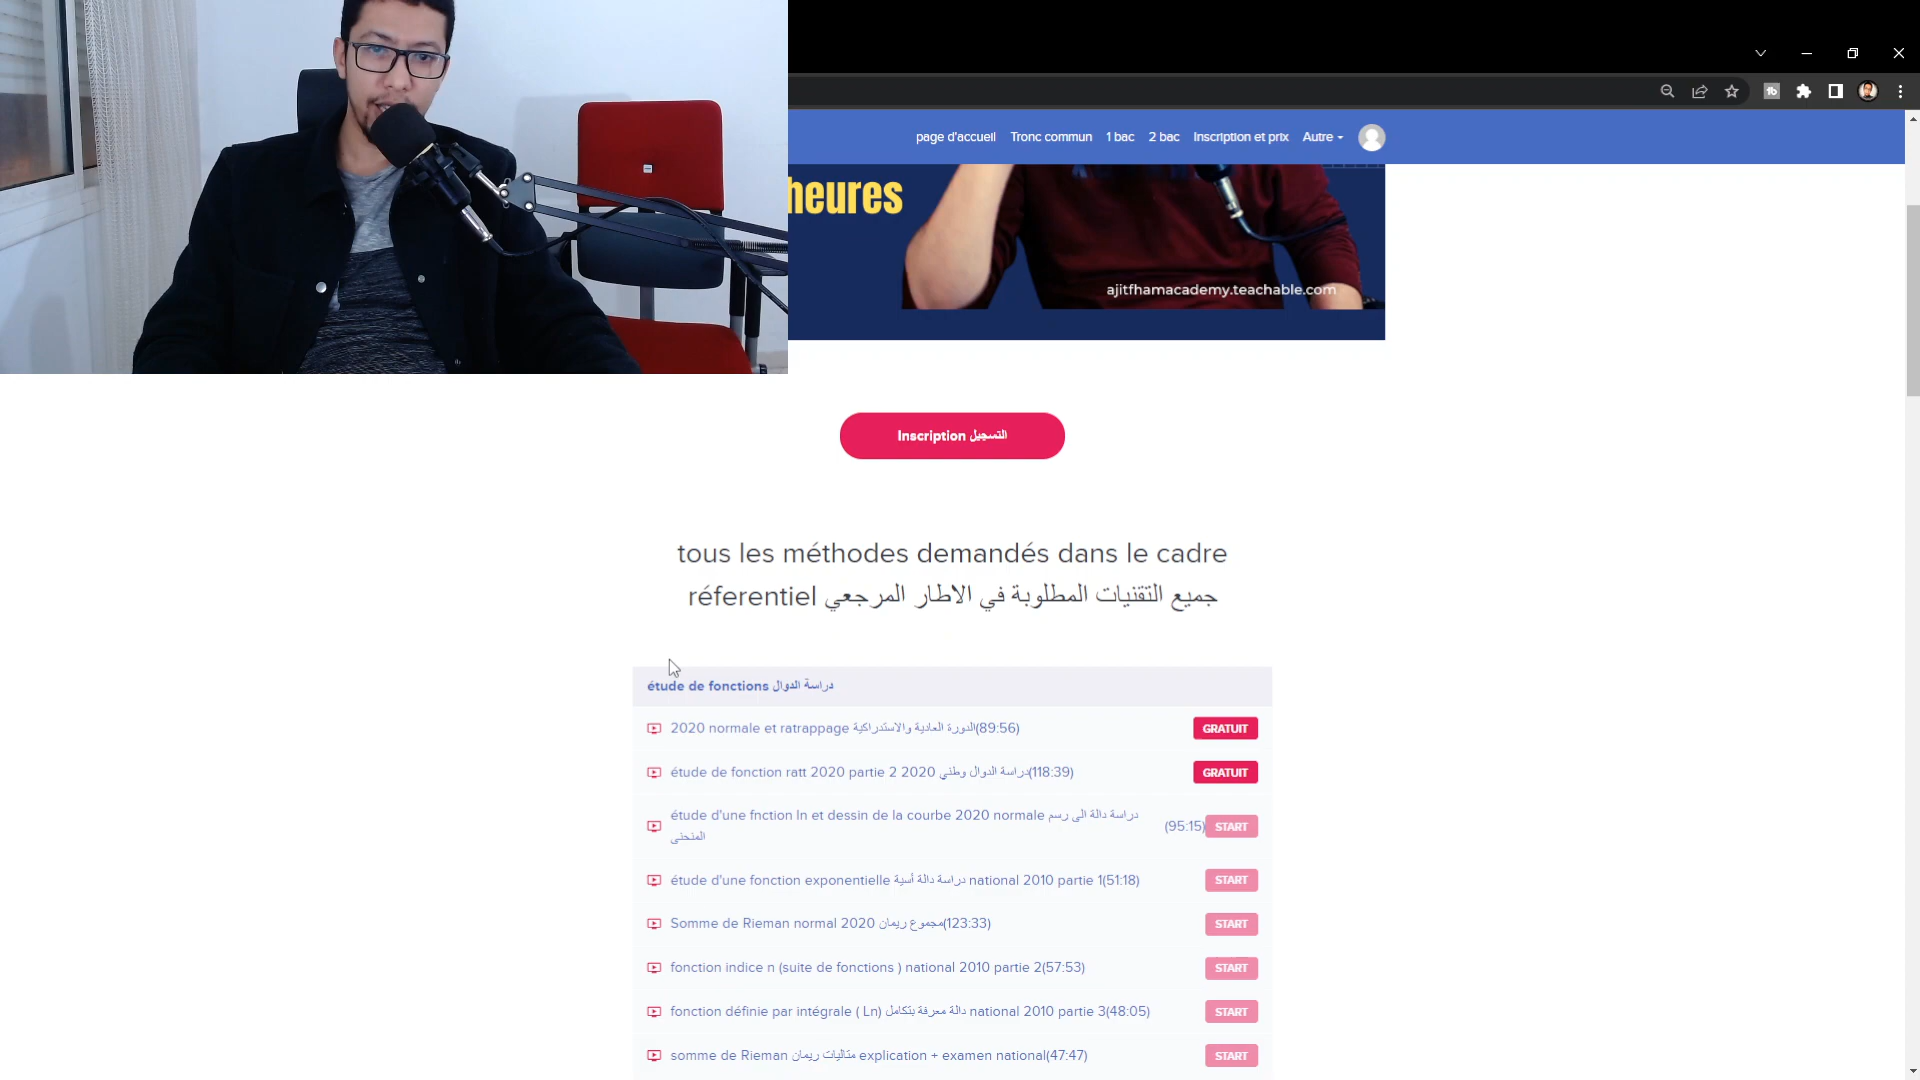 page d'accueil Tronc commun 1 bac 2 bac Inscription et prix Autre
heures
ajitfhamacademy.teachable.com
Inscription التسجيل
tous les méthodes demandés dans le cadre
réferentiel جميع التقنيات المطلوبة في الاطار المرجعي
étude de fonctions دراسة الدوال
2020 normale et ratrappage الدورة العادية والاستدراكية(89:56) GRATUIT
étude de fonction ratt 2020 partie 2 2020 دراسة الدوال وطني(118:39) GRATUIT
étude d'une fnction ln et dessin de la courbe 2020 normale دراسة دالة الى رسم
المنحنى (95:15) START
étude d'une fonction exponentielle دراسة دالة أسية national 2010 partie 1(51:18) START
Somme de Rieman normal 2020 مجموع ريمان(123:33) START
fonction indice n (suite de fonctions ) national 2010 partie 2(57:53) START
fonction définie par intégrale ( Ln) دالة معرفة بتكامل national 2010 partie 3(48:05) START
somme de Rieman متاليات ريمان explication + examen national(47:47) START